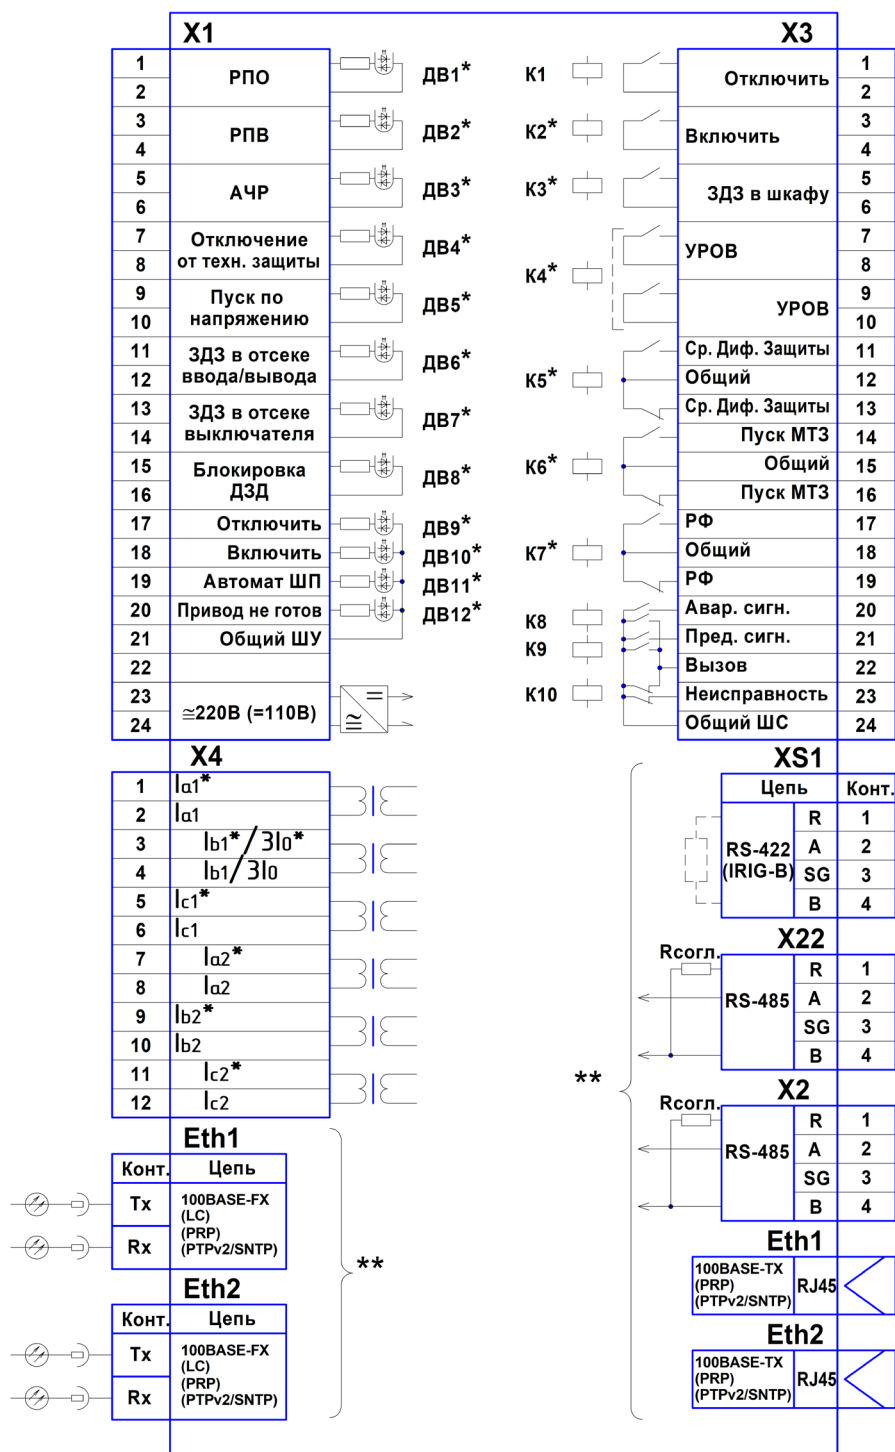 X1
1
РПО
2
ДВ1*
3
РПВ
4
ДВ2*
5
АЧР
6
ДВ3*
7
Отключение
8
от техн. защиты
ДВ4*
9
Пуск по
10
напряжению
ДВ5*
11
ЗДЗ в отсеке
12
ввода/вывода
ДВ6*
13
ЗДЗ в отсеке
14
выключателя
ДВ7*
15
Блокировка
16
ДЗД
ДВ8*
17 Отключить ДВ9*
18 Включить ДВ10*
19 Автомат ШП ДВ11*
20 Привод не готов ДВ12*
21 Общий ШУ
22
23
≅220В (=110В)
24
= ≅
X3
К1
Отключить
1
2
К2*
Включить
3
4
К3*
ЗДЗ в шкафу
5
6
К4*
УРОВ
7
8
УРОВ
9
10
К5*
Ср. Диф. Защиты 11
Общий 12
Ср. Диф. Защиты 13
К6*
Пуск МТЗ 14
Общий 15
Пуск МТЗ 16
К7*
РФ 17
Общий 18
РФ 19
К8
Авар. сигн. 20
К9
Пред. сигн. 21
Вызов 22
К10
Неисправность 23
Общий ШС 24
X4
1 Ia1*
2 Ia1
3 Ib1*/3I0*
4 Ib1/3I0
5 Ic1*
6 Ic1
7 Ia2*
8 Ia2
9 Ib2*
10 Ib2
11 Ic2*
12 Ic2
Eth1
Конт. Цепь
Tx
Rx
100BASE-FX
(LC)
(PRP)
(PTPv2/SNTP)
**
Eth2
Конт. Цепь
Tx
Rx
100BASE-FX
(LC)
(PRP)
(PTPv2/SNTP)
XS1
Цепь Конт.
RS-422
(IRIG-B)
R 1
A 2
SG 3
B 4
X22
Rсогл.
RS-485
R 1
A 2
SG 3
B 4
**
X2
Rсогл.
RS-485
R 1
A 2
SG 3
B 4
Eth1
100BASE-TX
(PRP)
(PTPv2/SNTP)
RJ45
Eth2
100BASE-TX
(PRP)
(PTPv2/SNTP)
RJ45